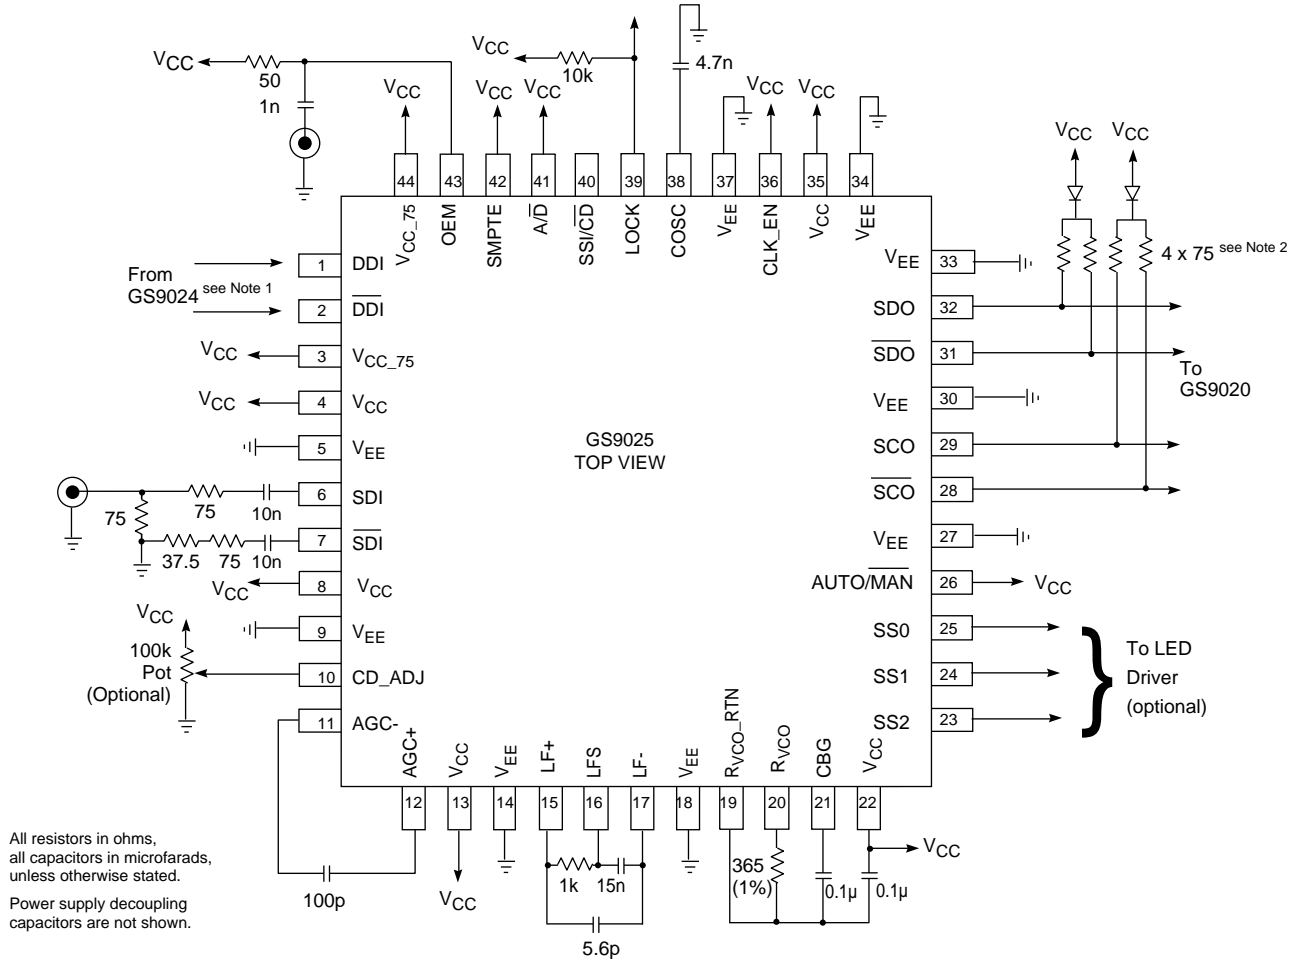 VCC
50
1n
VCC
10k
4.7n
VCC
VCC
VCC
VCC
VCC
VCC
VCC
44
43
42
41
40
39
38
37
36
35
34
VCC_75
OEM
SMPTE
A/D
SSI/CD
LOCK
COSC
VEE
CLK_EN
VCC
VEE
From
GS9024 see Note 1
1
DDI
2
DDI
VCC
3
VCC_75
VCC
4
VCC
5
VEE
6
SDI
75
75
10n
7
SDI
37.5
75
10n
VCC
8
VCC
9
VEE
VCC
100k
Pot
(Optional)
10
CD_ADJ
11
AGC-
GS9025
TOP VIEW
VEE
33
4 x 75 see Note 2
SDO
32
SDO
31
To
GS9020
VEE
30
SCO
29
SCO
28
VEE
27
AUTO/MAN
26
VCC
SS0
25
SS1
24
SS2
23
To LED
Driver
(optional)
AGC+
VCC
VEE
LF+
LFS
LF-
VEE
RVCO_RTN
RVCO
CBG
VCC
12
13
14
15
16
17
18
19
20
21
22
100p
VCC
1k
15n
5.6p
365
(1%)
0.1µ
0.1µ
VCC
All resistors in ohms,
all capacitors in microfarads,
unless otherwise stated.
Power supply decoupling
capacitors are not shown.